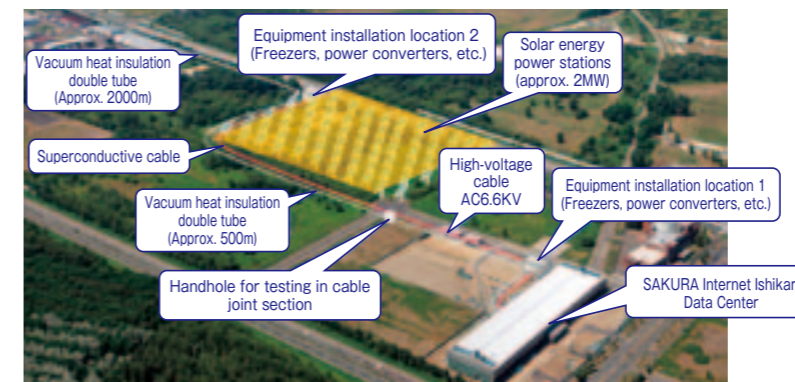 Equipment installation location 2
(Freezers, power converters, etc.)
Solar energy
power stations
(approx. 2MW)
Vacuum heat insulation
double tube
(Approx. 2000m)
Superconductive cable
High-voltage
cable
AC6.6KV
Equipment installation location 1
(Freezers, power converters, etc.)
Vacuum heat insulation
double tube
(Approx. 500m)
Handhole for testing in cable
joint section
SAKURA Internet Ishikar
Data Center